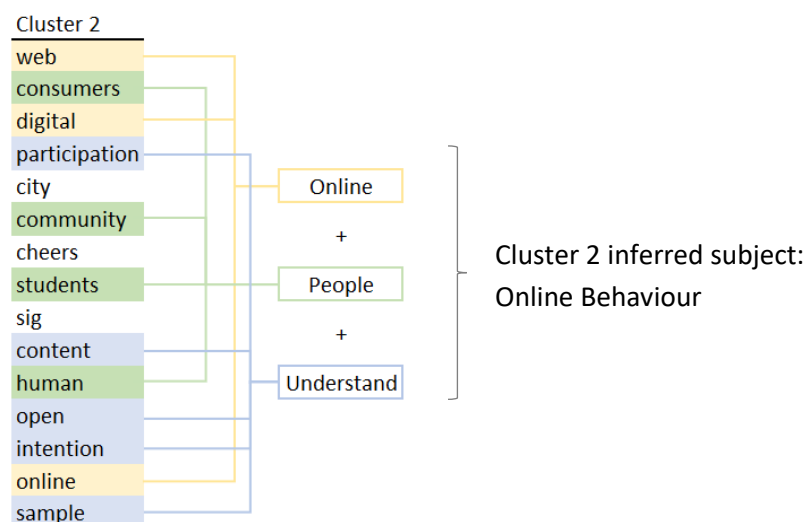 Cluster 2
web
consumers
digital
participation
city
community
cheers
students
sig
content
human
open
intention
online
sample
Online
+
People
+
Understand
Cluster 2 inferred subject:
Online Behaviour